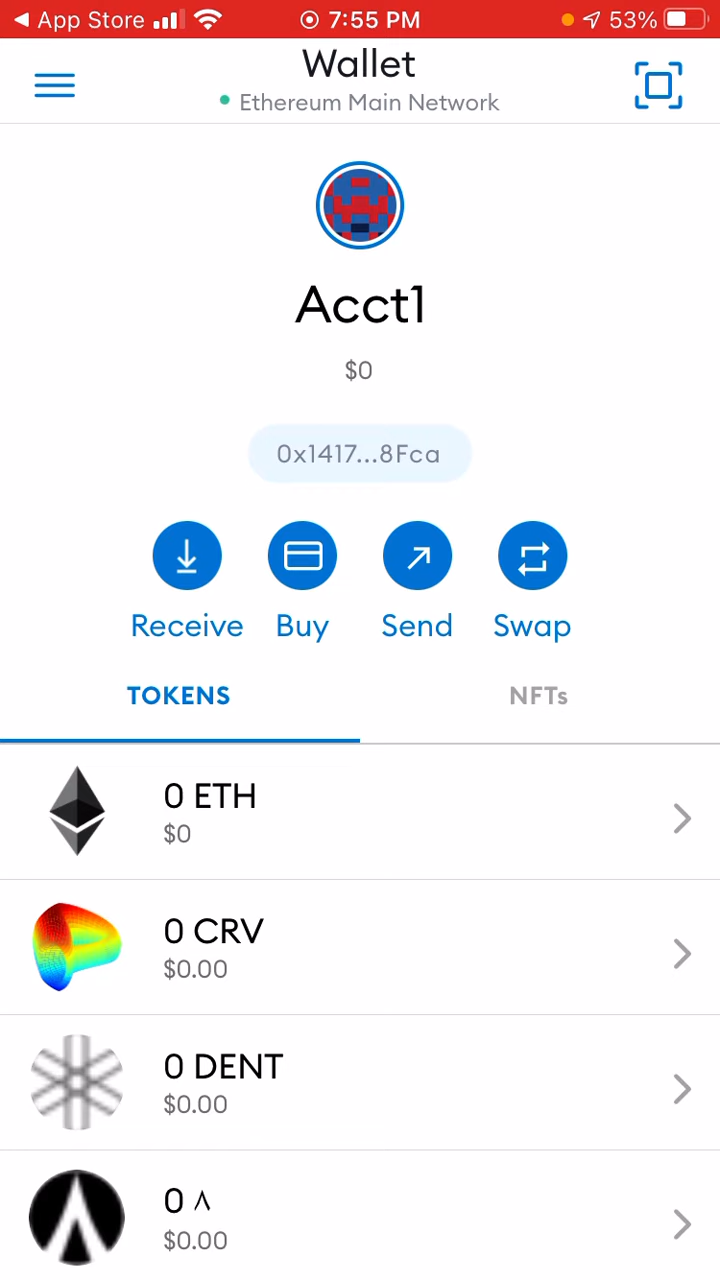 App Store 7:55 PM 53%
Wallet
Ethereum Main Network
Acct1
$0
0x1417...8Fca
Receive Buy Send Swap
TOKENS NFTs
0 ETH
$0
0 CRV
$0.00
0 DENT
$0.00
0 ⋀
$0.00